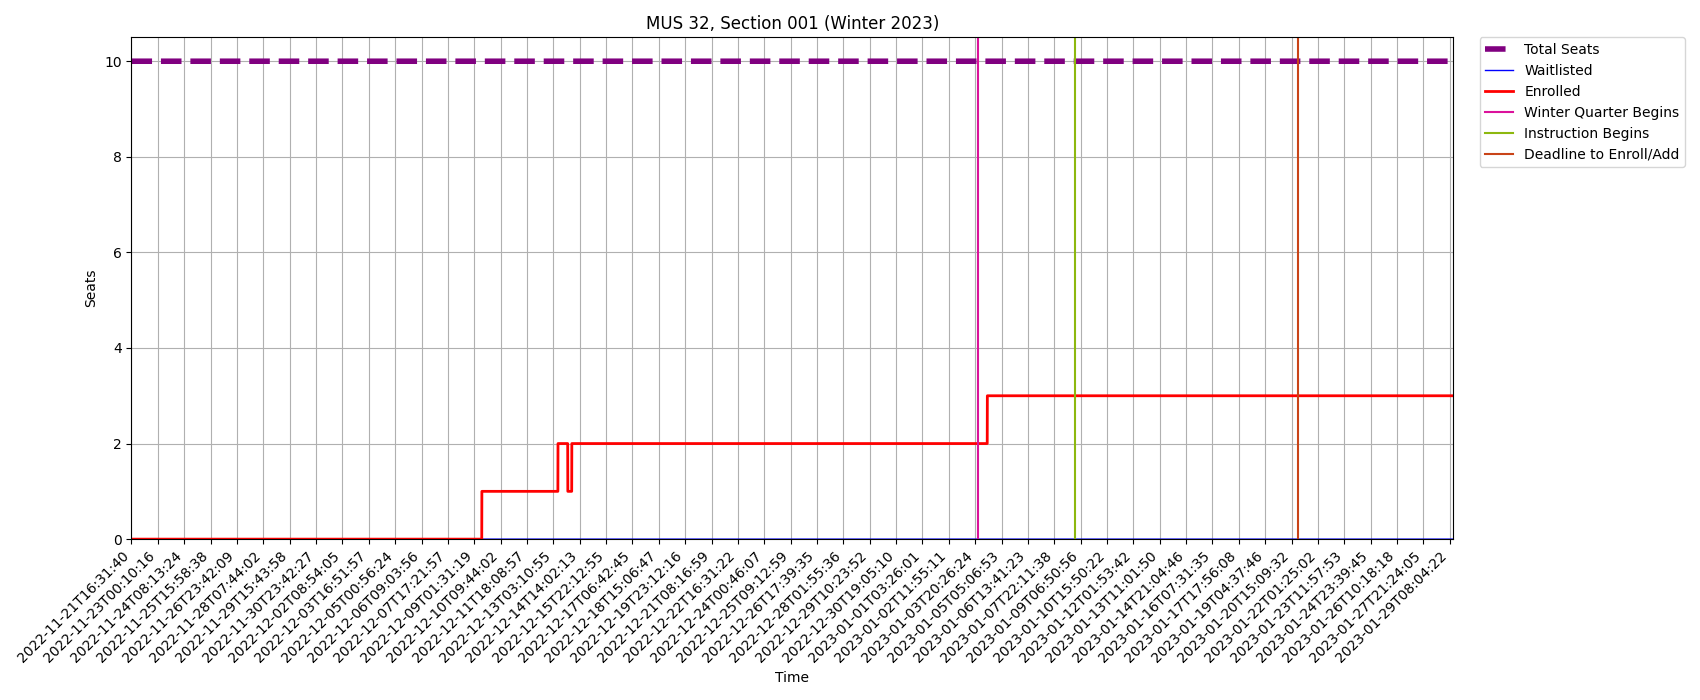 MUS 32, Section 001 (Winter 2023)
Total Seats
Waitlisted
Enrolled
Winter Quarter Begins
Instruction Begins
Deadline to Enroll/Add
Seats
10
8
6
4
2
0
2022-11-21T16:31:40
2022-11-23T00:10:16
2022-11-24T08:13:24
2022-11-25T15:58:38
2022-11-26T23:42:09
2022-11-28T07:44:02
2022-11-29T15:43:58
2022-11-30T23:42:27
2022-12-02T08:54:05
2022-12-03T16:51:57
2022-12-05T00:56:24
2022-12-06T09:03:56
2022-12-07T17:21:57
2022-12-09T01:31:19
2022-12-10T09:44:02
2022-12-11T18:08:57
2022-12-13T03:10:55
2022-12-14T14:02:13
2022-12-15T22:12:55
2022-12-17T06:42:45
2022-12-18T15:06:47
2022-12-19T23:12:16
2022-12-21T08:16:59
2022-12-22T16:31:22
2022-12-24T00:46:07
2022-12-25T09:12:59
2022-12-26T17:39:35
2022-12-28T01:55:36
2022-12-29T10:23:52
2022-12-30T19:05:10
2023-01-01T03:26:01
2023-01-02T11:55:11
2023-01-03T20:26:24
2023-01-05T05:06:53
2023-01-06T13:41:23
2023-01-07T22:11:38
2023-01-09T06:50:56
2023-01-10T15:50:22
2023-01-12T01:53:42
2023-01-13T11:01:50
2023-01-14T21:04:46
2023-01-16T07:31:35
2023-01-17T17:56:08
2023-01-19T04:37:46
2023-01-20T15:09:32
2023-01-22T01:25:02
2023-01-23T11:57:53
2023-01-24T23:39:45
2023-01-26T10:18:18
2023-01-27T21:24:05
2023-01-29T08:04:22
Time